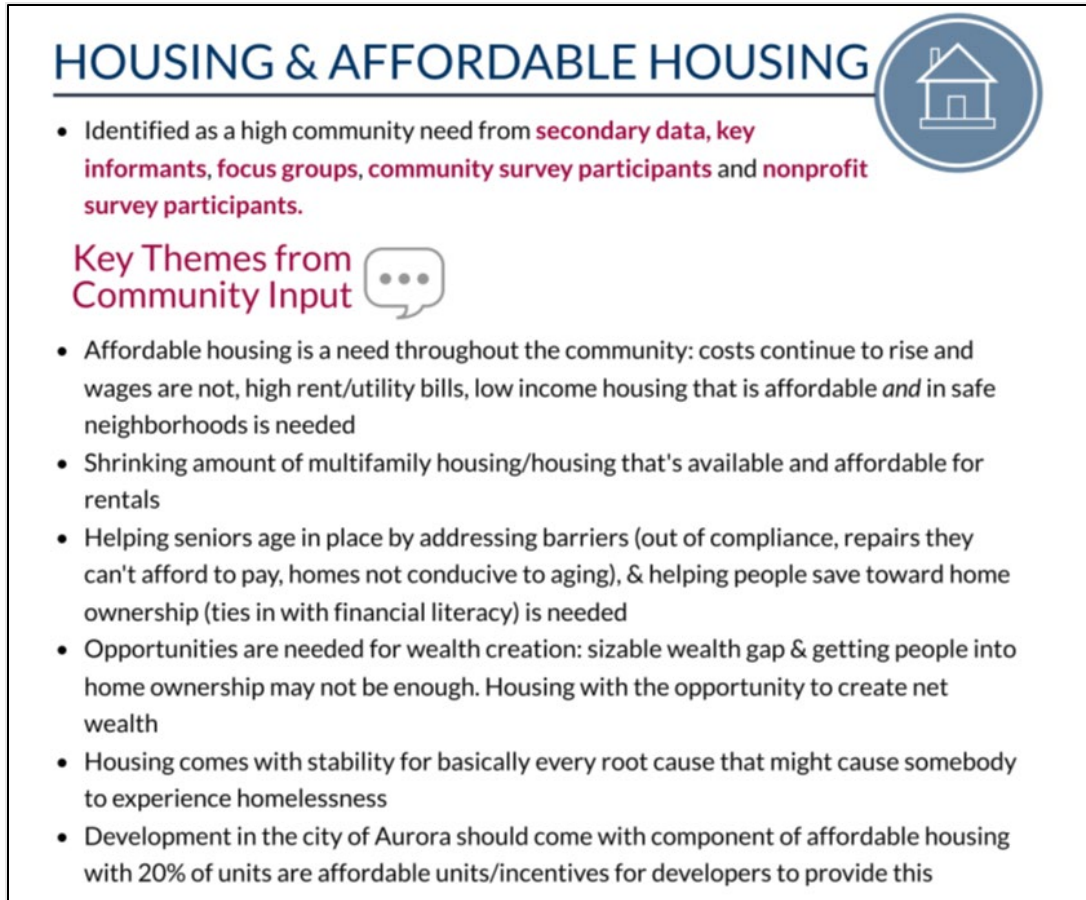 HOUSING & AFFORDABLE HOUSING
• Identified as a high community need from secondary data, key
informants, focus groups, community survey participants and nonprofit
survey participants.
Key Themes from
Community Input
• Affordable housing is a need throughout the community: costs continue to rise and
wages are not, high rent/utility bills, low income housing that is affordable and in safe
neighborhoods is needed
• Shrinking amount of multifamily housing/housing that's available and affordable for
rentals
• Helping seniors age in place by addressing barriers (out of compliance, repairs they
can't afford to pay, homes not conducive to aging), & helping people save toward home
ownership (ties in with financial literacy) is needed
• Opportunities are needed for wealth creation: sizable wealth gap & getting people into
home ownership may not be enough. Housing with the opportunity to create net
wealth
• Housing comes with stability for basically every root cause that might cause somebody
to experience homelessness
• Development in the city of Aurora should come with component of affordable housing
with 20% of units are affordable units/incentives for developers to provide this